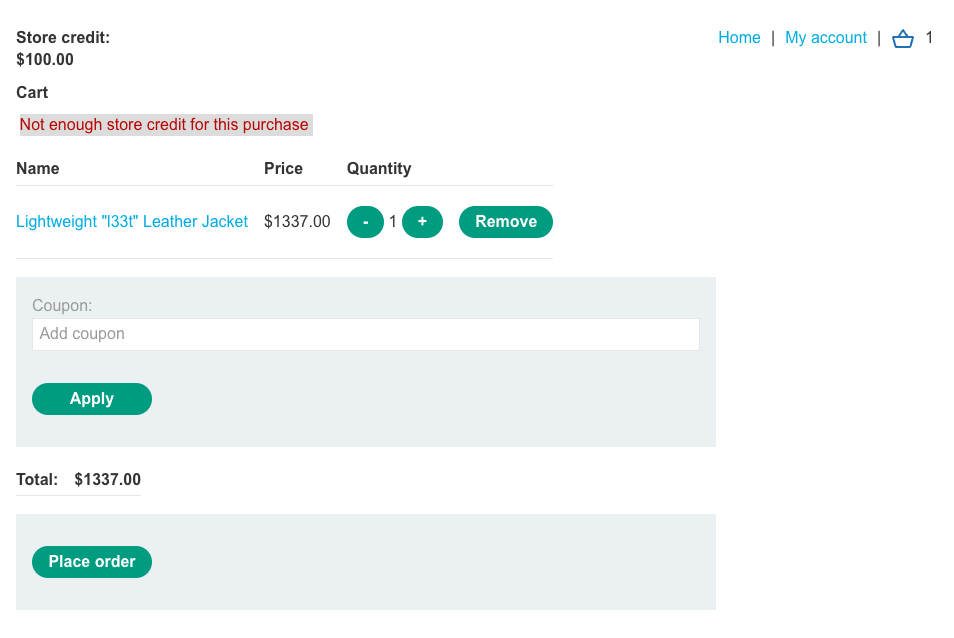 Store credit:
$100.00
Home | My account | 1
Cart
Not enough store credit for this purchase
Name Price Quantity
Lightweight "l33t" Leather Jacket $1337.00 - 1 + Remove
Coupon:
Add coupon
Apply
Total: $1337.00
Place order